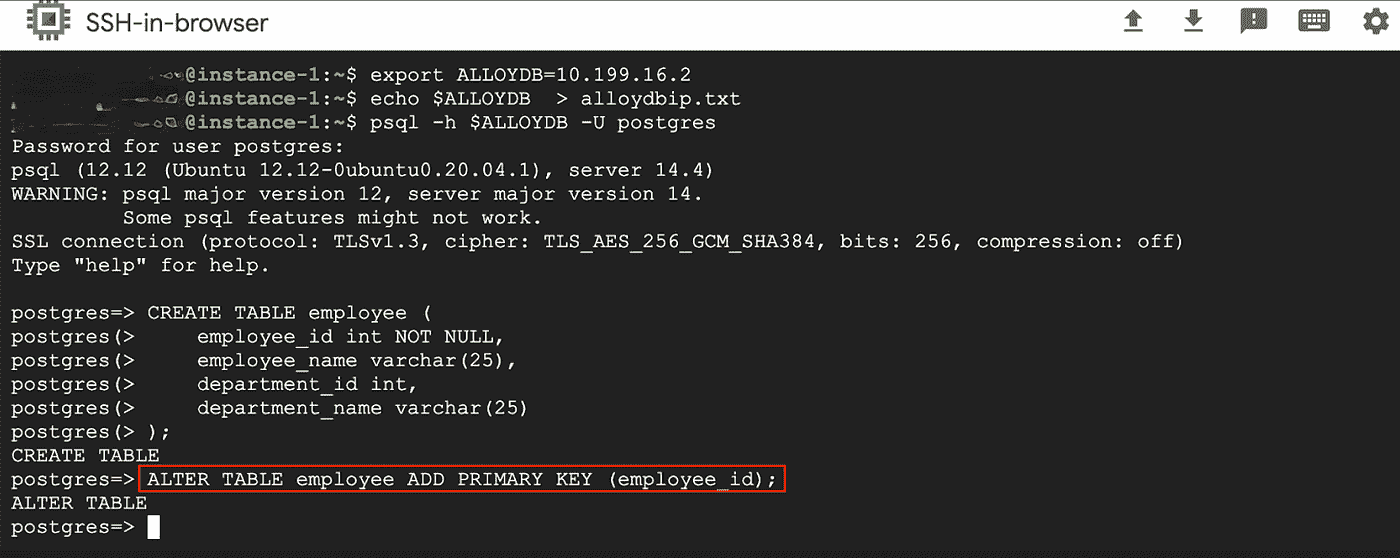 SSH-in-browser
@instance-1:~$ export ALLOYDB=10.199.16.2
@instance-1:~$ echo $ALLOYDB  > alloydbip.txt
@instance-1:~$ psql -h $ALLOYDB -U postgres
Password for user postgres:
psql (12.12 (Ubuntu 12.12-0ubuntu0.20.04.1), server 14.4)
WARNING: psql major version 12, server major version 14.
         Some psql features might not work.
SSL connection (protocol: TLSv1.3, cipher: TLS_AES_256_GCM_SHA384, bits: 256, compression: off)
Type "help" for help.
postgres=> CREATE TABLE employee (
postgres(>     employee_id int NOT NULL,
postgres(>     employee_name varchar(25),
postgres(>     department_id int,
postgres(>     department_name varchar(25)
postgres(> );
CREATE TABLE
postgres=> ALTER TABLE employee ADD PRIMARY KEY (employee_id);
ALTER TABLE
postgres=>